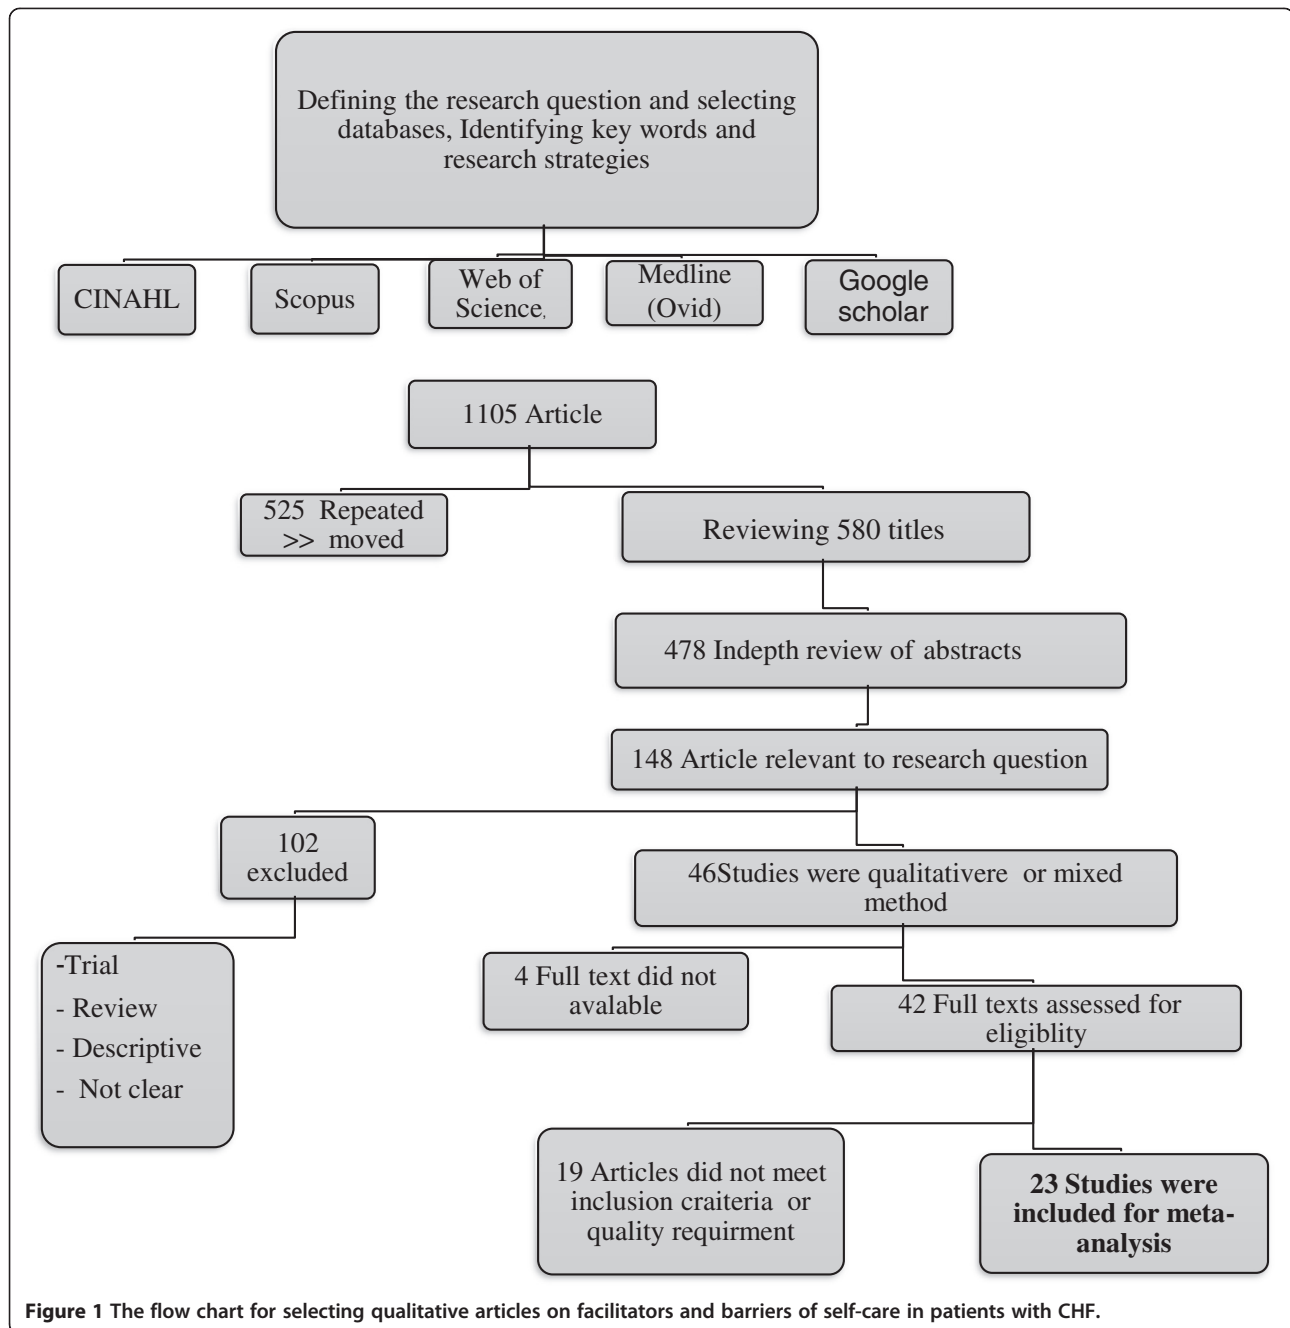 Defining the research question and selecting
databases, Identifying key words and
research strategies
CINAHL
Scopus
Web of
Science,
Medline
(Ovid)
Google
scholar
1105 Article
525 Repeated
>> moved
Reviewing 580 titles
478 Indepth review of abstracts
148 Article relevant to research question
102
excluded
46Studies were qualitativere or mixed
method
-Trial
- Review
- Descriptive
- Not clear
4 Full text did not
avalable
42 Full texts assessed for
eligiblity
19 Articles did not meet
inclusion craiteria or
quality requirment
23 Studies were
included for meta-
analysis
Figure 1 The flow chart for selecting qualitative articles on facilitators and barriers of self-care in patients with CHF.